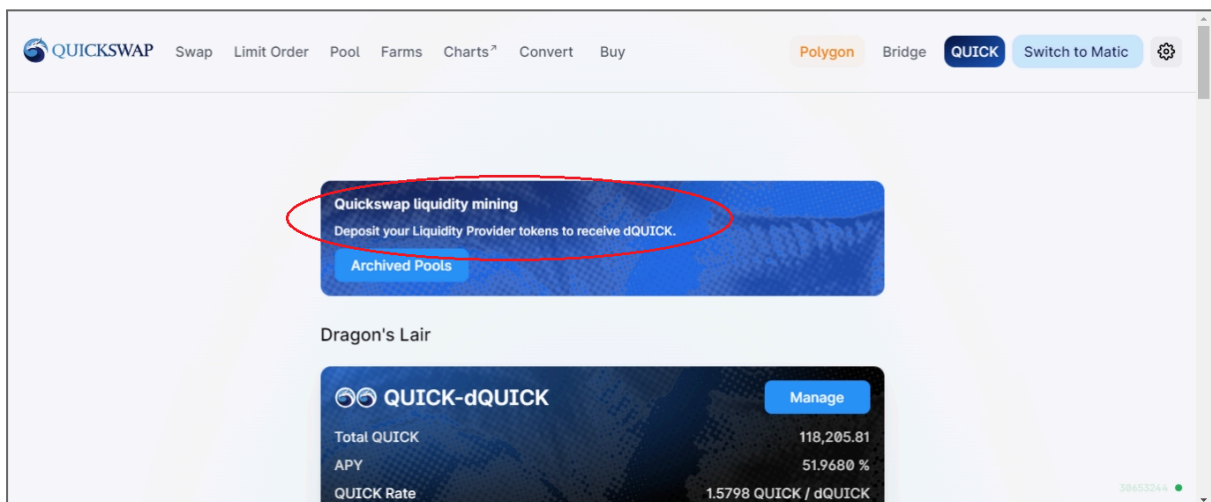 QUICKSWAP Swap Limit Order Pool Farms Charts↗ Convert Buy Polygon Bridge QUICK Switch to Matic
Quickswap liquidity mining
Deposit your Liquidity Provider tokens to receive dQUICK.
Archived Pools
Dragon's Lair
QUICK-dQUICK Manage
Total QUICK 118,205.81
APY 51.9680 %
QUICK Rate 1.5798 QUICK / dQUICK
30653244